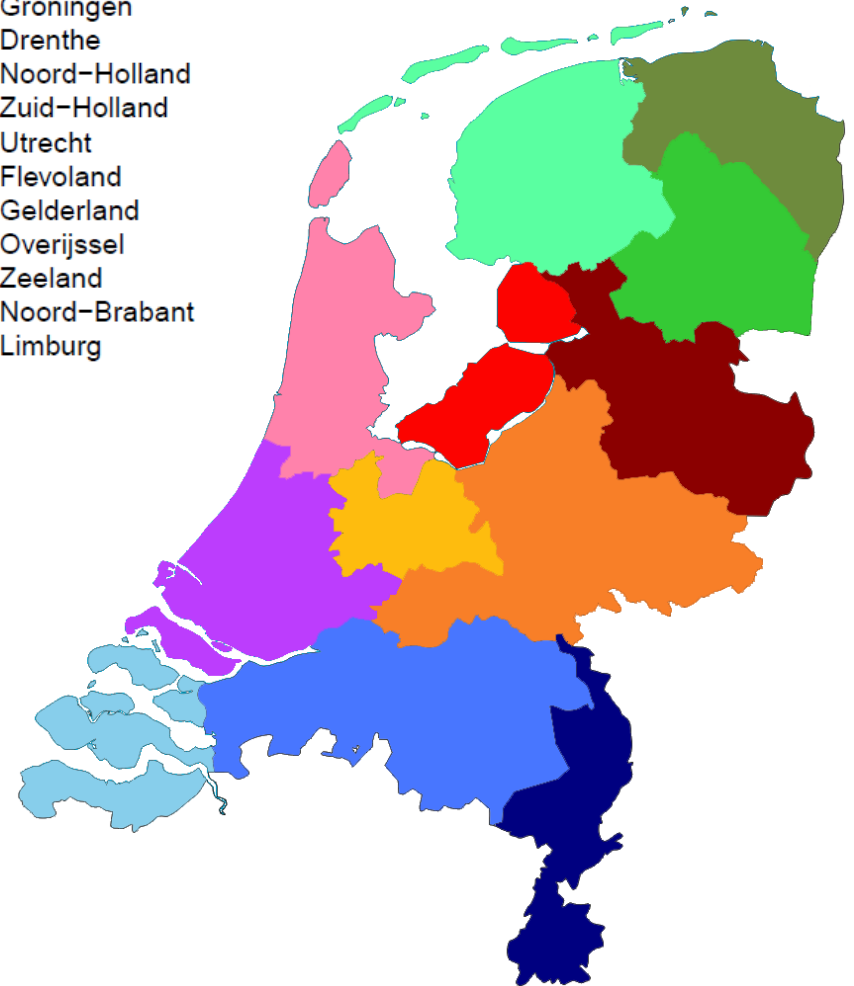 Groningen
Drenthe
Noord−Holland
Zuid−Holland
Utrecht
Flevoland
Gelderland
Overijssel
Zeeland
Noord−Brabant
Limburg